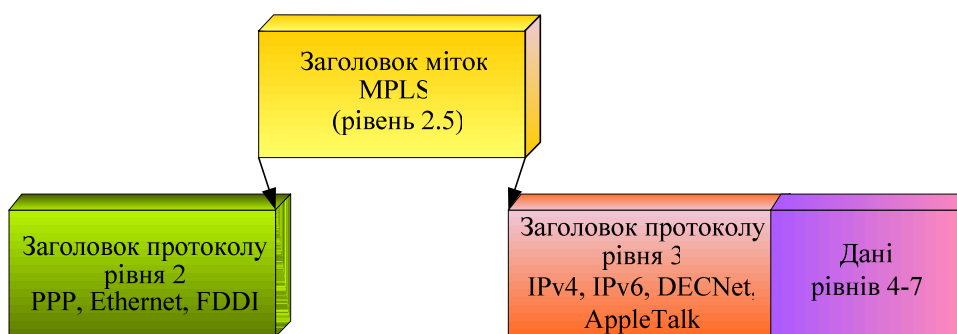 Заголовок міток
MPLS
(рівень 2.5)
Заголовок протоколу
рівня 2
PPP, Ethernet, FDDI
Заголовок протоколу
рівня 3
IPv4, IPv6, DECNet,
AppleTalk
Дані
рівнів 4-7